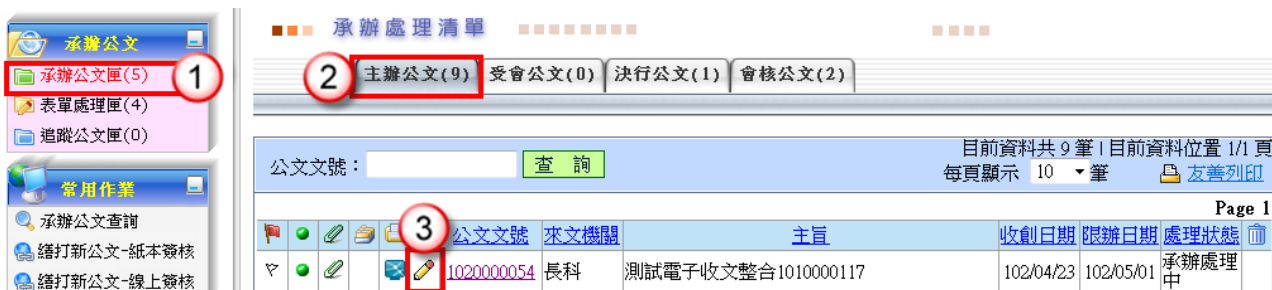 承辦公文
承辦公文匣(5)
1
表單處理匣(4)
追蹤公文匣(0)
常用作業
承辦公文查詢
繕打新公文-紙本簽核
繕打新公文-線上簽核
承辦處理清單
2
主辦公文(9) 受會公文(0) 決行公文(1) 會核公文(2)
公文文號： 查 詢
目前資料共 9 筆 | 目前資料位置 1/1 頁
每頁顯示 10 筆 友善列印
Page 1
3
公文文號 來文機關 主旨 收創日期 限辦日期 處理狀態
1020000054 長科 測試電子收文整合1010000117 102/04/23 102/05/01 承辦處理中